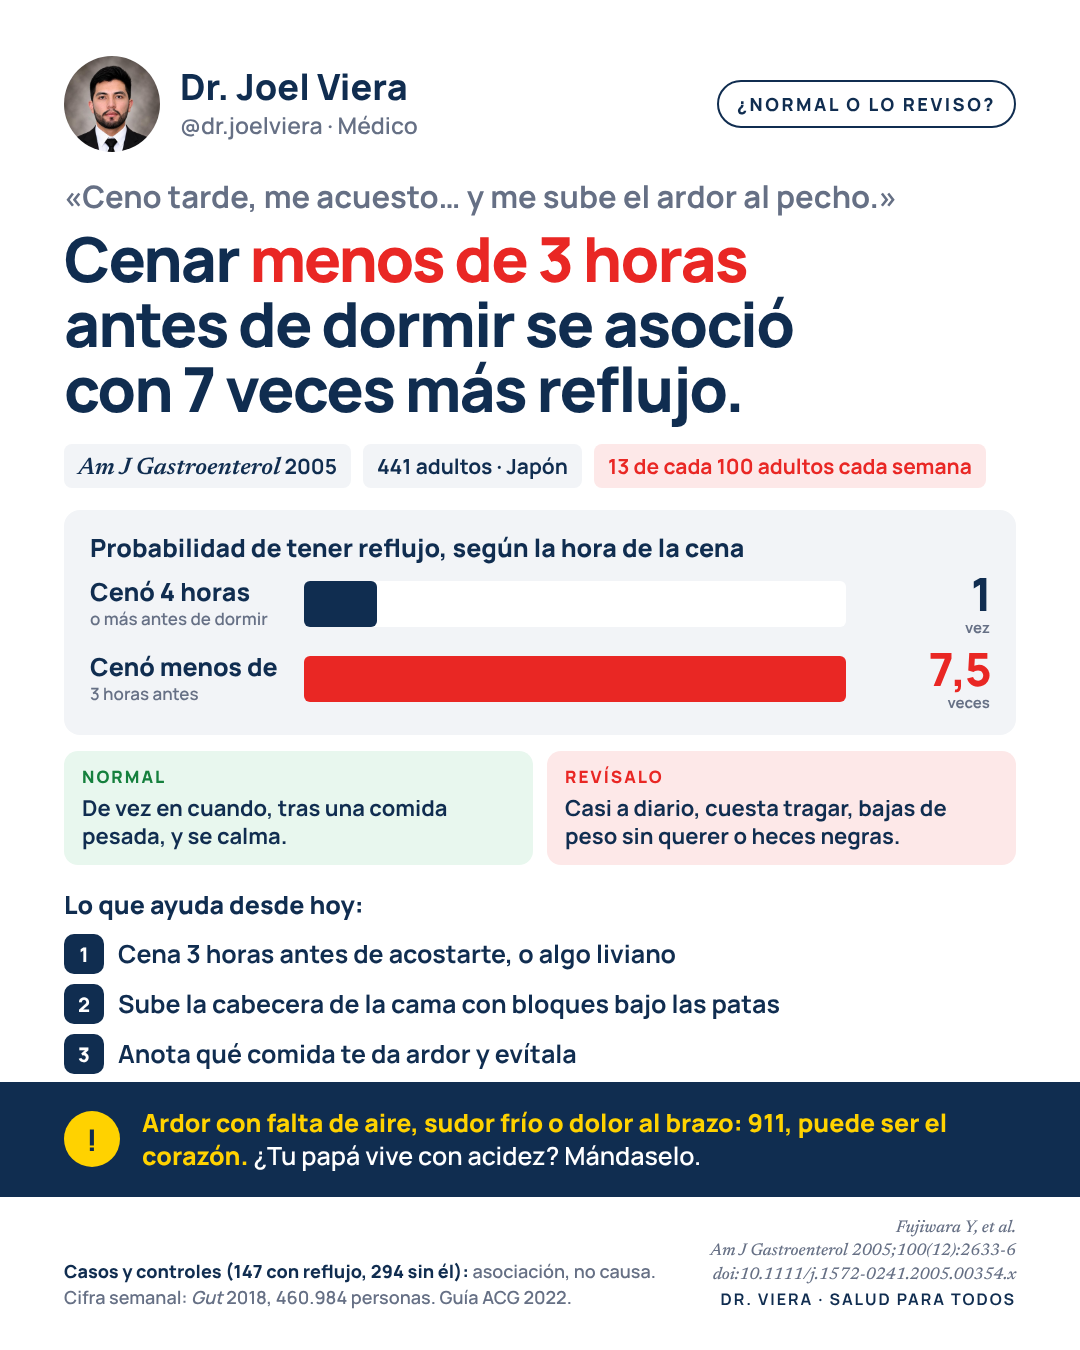 Dr. Joel Viera
@dr.joelviera · Médico
¿NORMAL O LO REVISO?
«Ceno tarde, me acuesto... y me sube el ardor al pecho.»
Cenar menos de 3 horas
antes de dormir se asoció
con 7 veces más reflujo.
Am J Gastroenterol 2005
441 adultos · Japón
13 de cada 100 adultos cada semana
Probabilidad de tener reflujo, según la hora de la cena
Cenó 4 horas
o más antes de dormir
1
vez
Cenó menos de
3 horas antes
7,5
veces
NORMAL
De vez en cuando, tras una comida
pesada, y se calma.
REVÍSALO
Casi a diario, cuesta tragar, bajas de
peso sin querer o heces negras.
Lo que ayuda desde hoy:
1 Cena 3 horas antes de acostarte, o algo liviano
2 Sube la cabecera de la cama con bloques bajo las patas
3 Anota qué comida te da ardor y evítala
! Ardor con falta de aire, sudor frío o dolor al brazo: 911, puede ser el
corazón. ¿Tu papá vive con acidez? Mándaselo.
Casos y controles (147 con reflujo, 294 sin él): asociación, no causa.
Cifra semanal: Gut 2018, 460.984 personas. Guía ACG 2022.
Fujiwara Y, et al.
Am J Gastroenterol 2005;100(12):2633-6
doi:10.1111/j.1572-0241.2005.00354.x
DR. VIERA · SALUD PARA TODOS